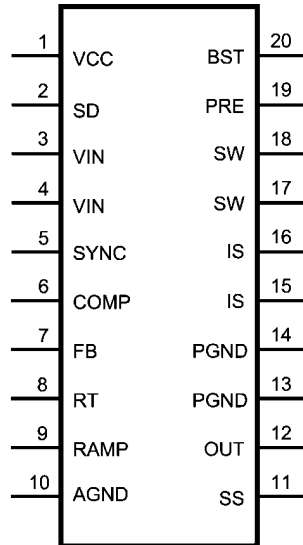 1 VCC BST 20
2 SD PRE 19
3 VIN SW 18
4 VIN SW 17
5 SYNC IS 16
6 COMP IS 15
7 FB PGND 14
8 RT PGND 13
9 RAMP OUT 12
10 AGND SS 11